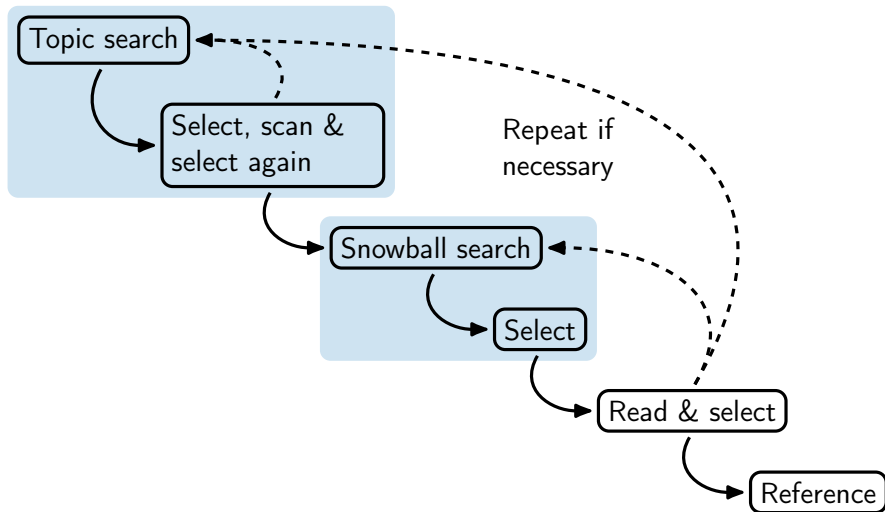 Topic search
Select, scan &
select again
Repeat if
necessary
Snowball search
Select
Read & select
Reference